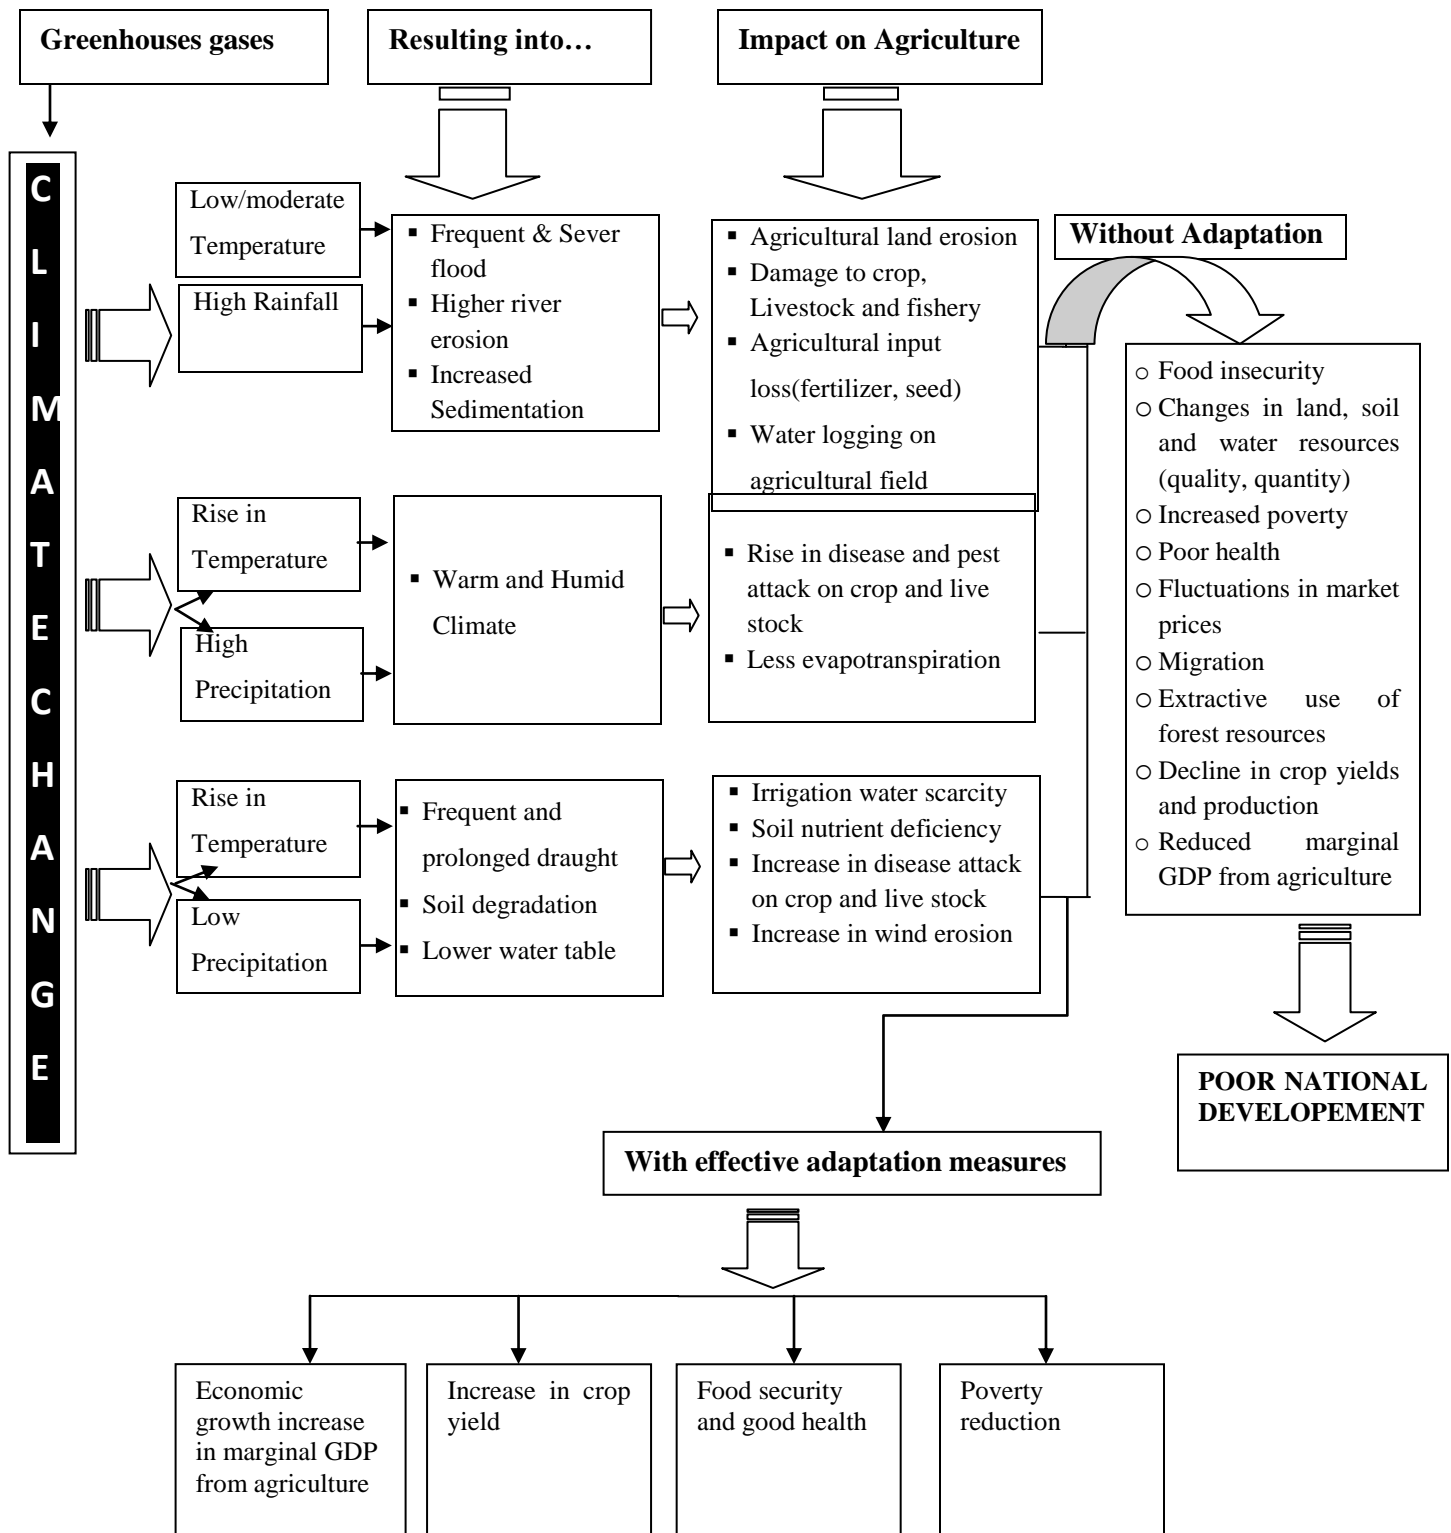 Greenhouses gases
Resulting into…
Impact on Agriculture
CLIMATECHANGE
Low/moderate
Temperature
High Rainfall
▪ Frequent & Sever
flood
▪ Higher river
erosion
▪ Increased
Sedimentation
▪ Agricultural land erosion
▪ Damage to crop,
Livestock and fishery
▪ Agricultural input
loss(fertilizer, seed)
▪ Water logging on
agricultural field
Without Adaptation
Rise in
Temperature
High
Precipitation
▪ Warm and Humid
Climate
▪ Rise in disease and pest
attack on crop and live
stock
▪ Less evapotranspiration
Rise in
Temperature
Low
Precipitation
▪ Frequent and
prolonged draught
▪ Soil degradation
▪ Lower water table
▪ Irrigation water scarcity
▪ Soil nutrient deficiency
▪ Increase in disease attack
on crop and live stock
▪ Increase in wind erosion
o Food insecurity
o Changes in land, soil
and water resources
(quality, quantity)
o Increased poverty
o Poor health
o Fluctuations in market
prices
o Migration
o Extractive use of
forest resources
o Decline in crop yields
and production
o Reduced marginal
GDP from agriculture
POOR NATIONAL
DEVELOPEMENT
With effective adaptation measures
Economic
growth increase
in marginal GDP
from agriculture
Increase in crop
yield
Food security
and good health
Poverty
reduction